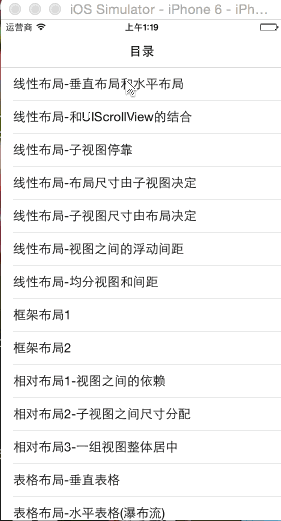 iOS Simulator - iPhone 6 - iPh...
运营商 上午1:19
目录
线性布局-垂直布局和水平布局
线性布局-和UIScrollView的结合
线性布局-子视图停靠
线性布局-布局尺寸由子视图决定
线性布局-子视图尺寸由布局决定
线性布局-视图之间的浮动间距
线性布局-均分视图和间距
框架布局1
框架布局2
相对布局1-视图之间的依赖
相对布局2-子视图之间尺寸分配
相对布局3-一组视图整体居中
表格布局-垂直表格
表格布局-水平表格(瀑布流)